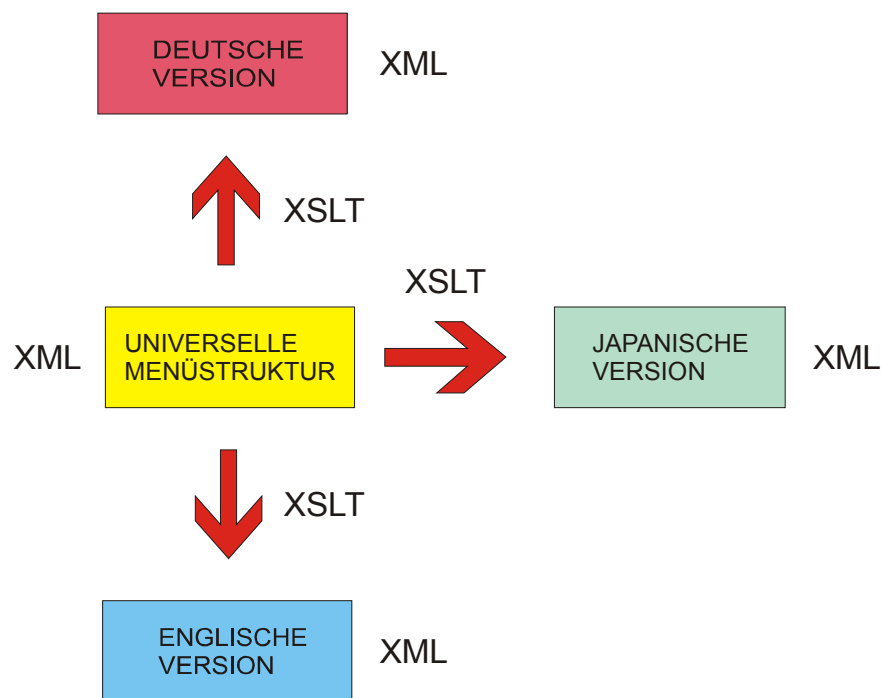 DEUTSCHE
VERSION
XML
XSLT
XSLT
XML
UNIVERSELLE
MENÜSTRUKTUR
JAPANISCHE
VERSION
XML
XSLT
ENGLISCHE
VERSION
XML